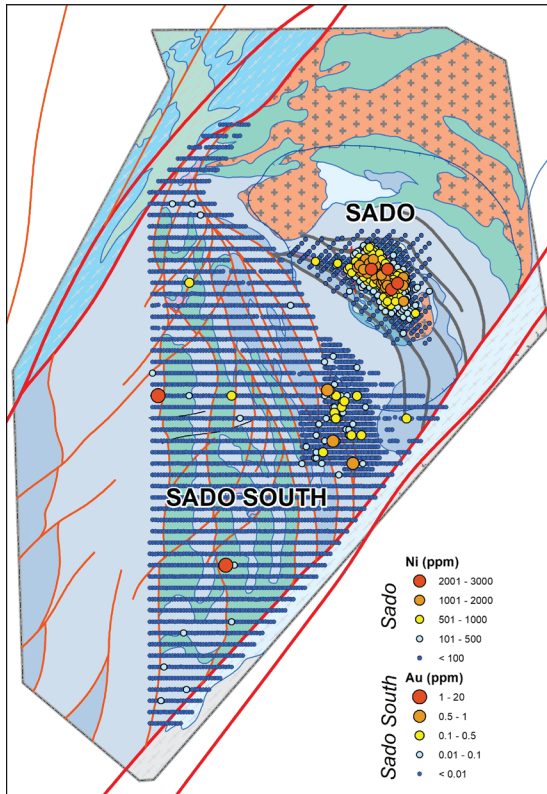 SADO
SADO SOUTH
Sado
Ni (ppm)
2001 - 3000
1001 - 2000
501 - 1000
101 - 500
< 100
Sado South
Au (ppm)
1 - 20
0.5 - 1
0.1 - 0.5
0.01 - 0.1
< 0.01